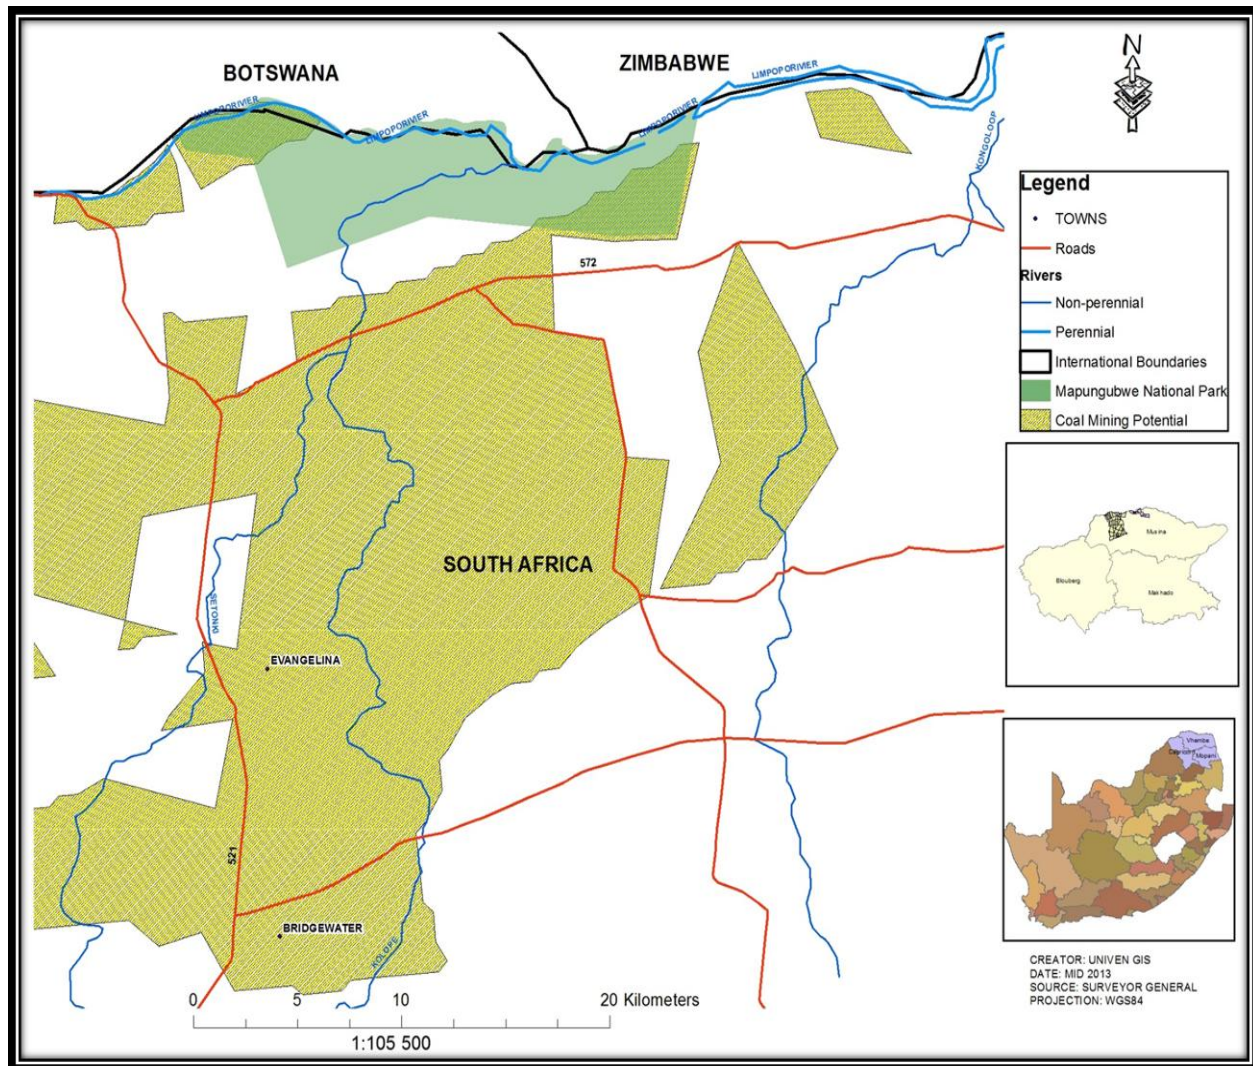 BOTSWANA
ZIMBABWE
N
LIMPOPORIVIER
LIMPOPORIVIER
LIMPOPORIVIER
LIMPOPORIVIER
KONGOLOOP
572
SOUTH AFRICA
SETONKI
EVANGELINA
521
BRIDGEWATER
KOLOPE
0 5 10 20 Kilometers
1:105 500
Legend
TOWNS
Roads
Rivers
Non-perennial
Perennial
International Boundaries
Mapungubwe National Park
Coal Mining Potential
Musina
Blouberg
Makhado
Vhembe
Capricorn
Mopani
CREATOR: UNIVEN GIS
DATE: MID 2013
SOURCE: SURVEYOR GENERAL
PROJECTION: WGS84